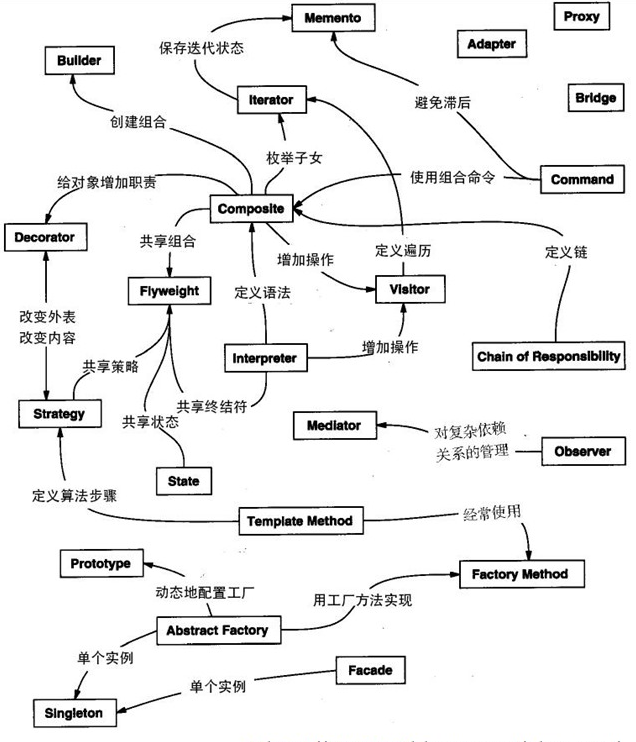 Memento
Proxy
保存迭代状态
Adapter
Builder
Iterator
Bridge
避免滞后
创建组合
枚举子女
给对象增加职责
使用组合命令
Command
Composite
Decorator
共享组合
增加操作
定义遍历
定义链
Flyweight
定义语法
Visitor
改变外表
改变内容
Interpreter
增加操作
Chain of Responsibility
共享策略
共享终结符
Strategy
共享状态
Mediator
对复杂依赖
关系的管理
Observer
State
定义算法步骤
Template Method
经常使用
Prototype
Factory Method
动态地配置工厂
用工厂方法实现
Abstract Factory
单个实例
Facade
单个实例
Singleton